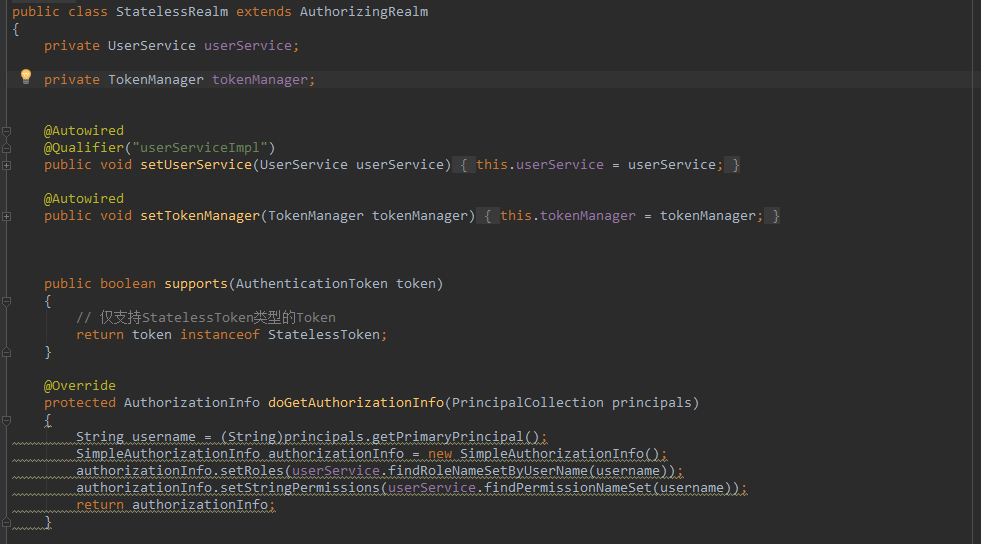 public class StatelessRealm extends AuthorizingRealm
{
    private UserService userService;
    private TokenManager tokenManager;
    @Autowired
    @Qualifier("userServiceImpl")
    public void setUserService(UserService userService) { this.userService = userService; }
    @Autowired
    public void setTokenManager(TokenManager tokenManager) { this.tokenManager = tokenManager; }
    public boolean supports(AuthenticationToken token)
    {
        // 仅支持StatelessToken类型的Token
        return token instanceof StatelessToken;
    }
    @Override
    protected AuthorizationInfo doGetAuthorizationInfo(PrincipalCollection principals)
    {
        String username = (String)principals.getPrimaryPrincipal();
        SimpleAuthorizationInfo authorizationInfo = new SimpleAuthorizationInfo();
        authorizationInfo.setRoles(userService.findRoleNameSetByUserName(username));
        authorizationInfo.setStringPermissions(userService.findPermissionNameSet(username));
        return authorizationInfo;
    }